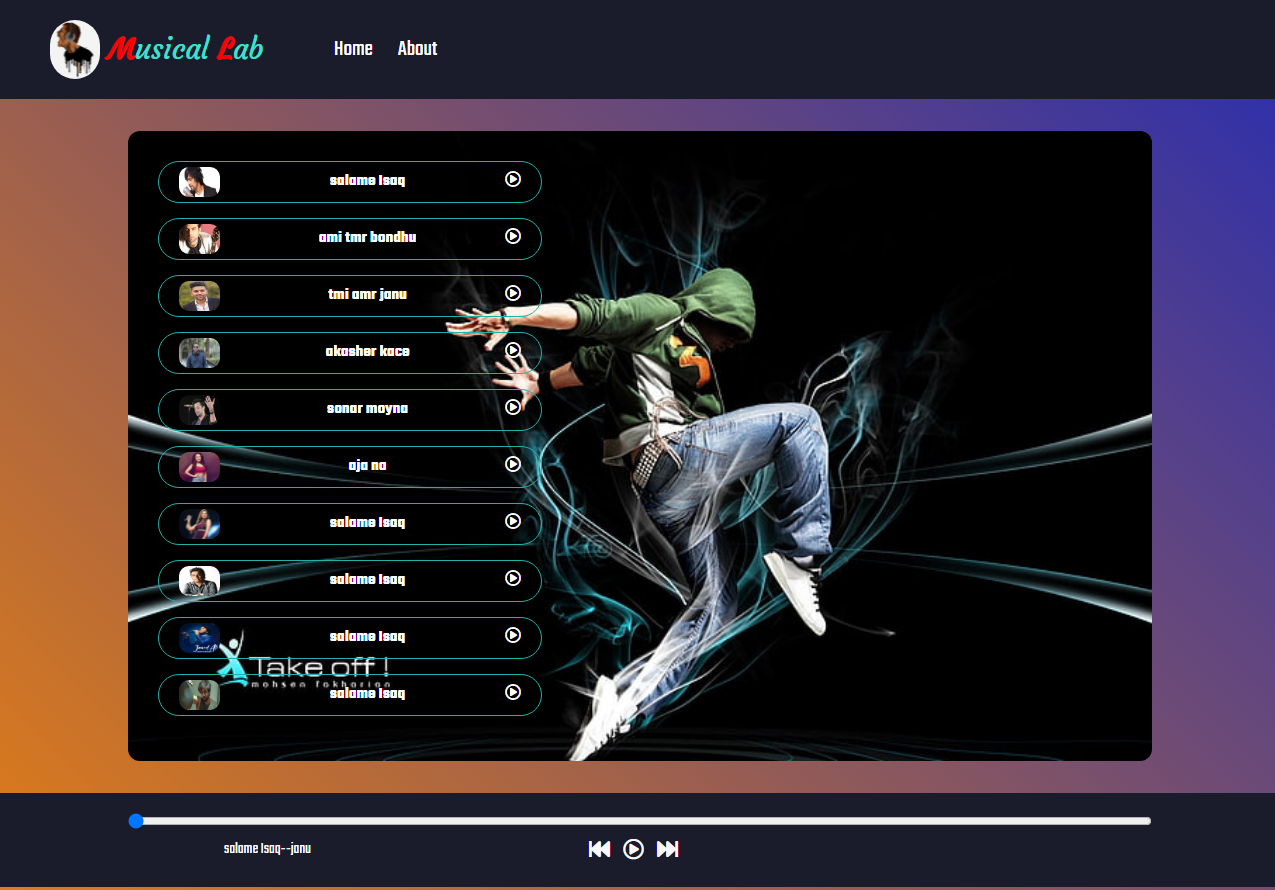 Musical Lab
Home
About
salame Isaq
ami tmr bondhu
tmi amr janu
akasher kace
sonar moyna
aja na
salame Isaq
salame Isaq
salame Isaq
Take off !
mohsen fakharian
salame Isaq
salame Isaq--janu